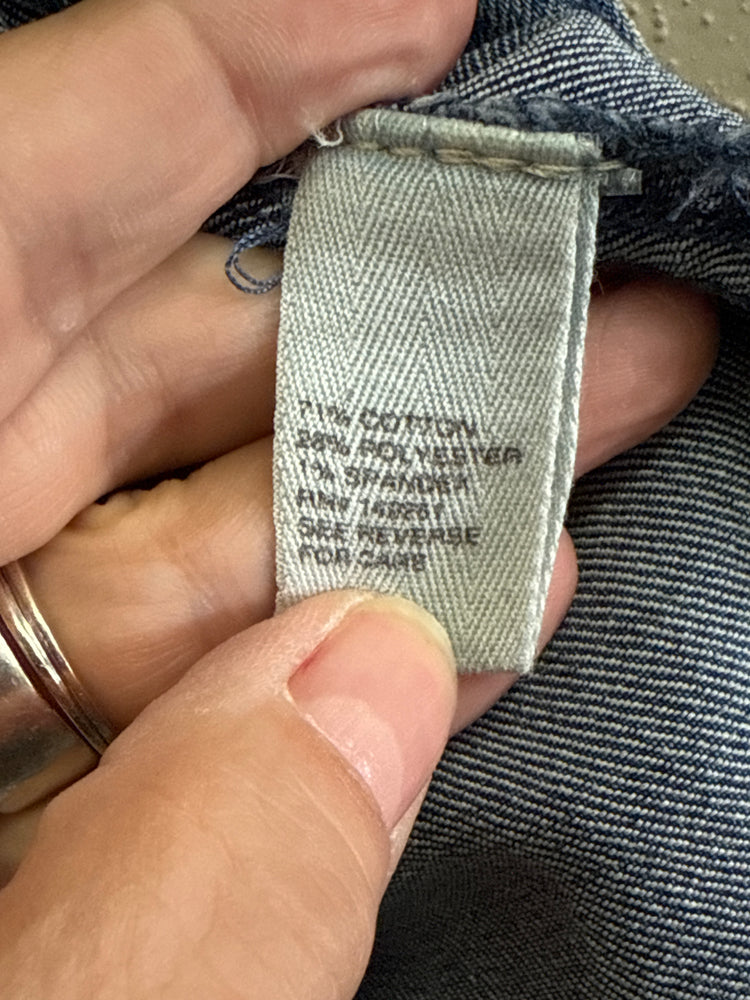 71% COTTON
28% POLYESTER
1% SPANDEX
RN#
SEE REVERSE
FOR CARE